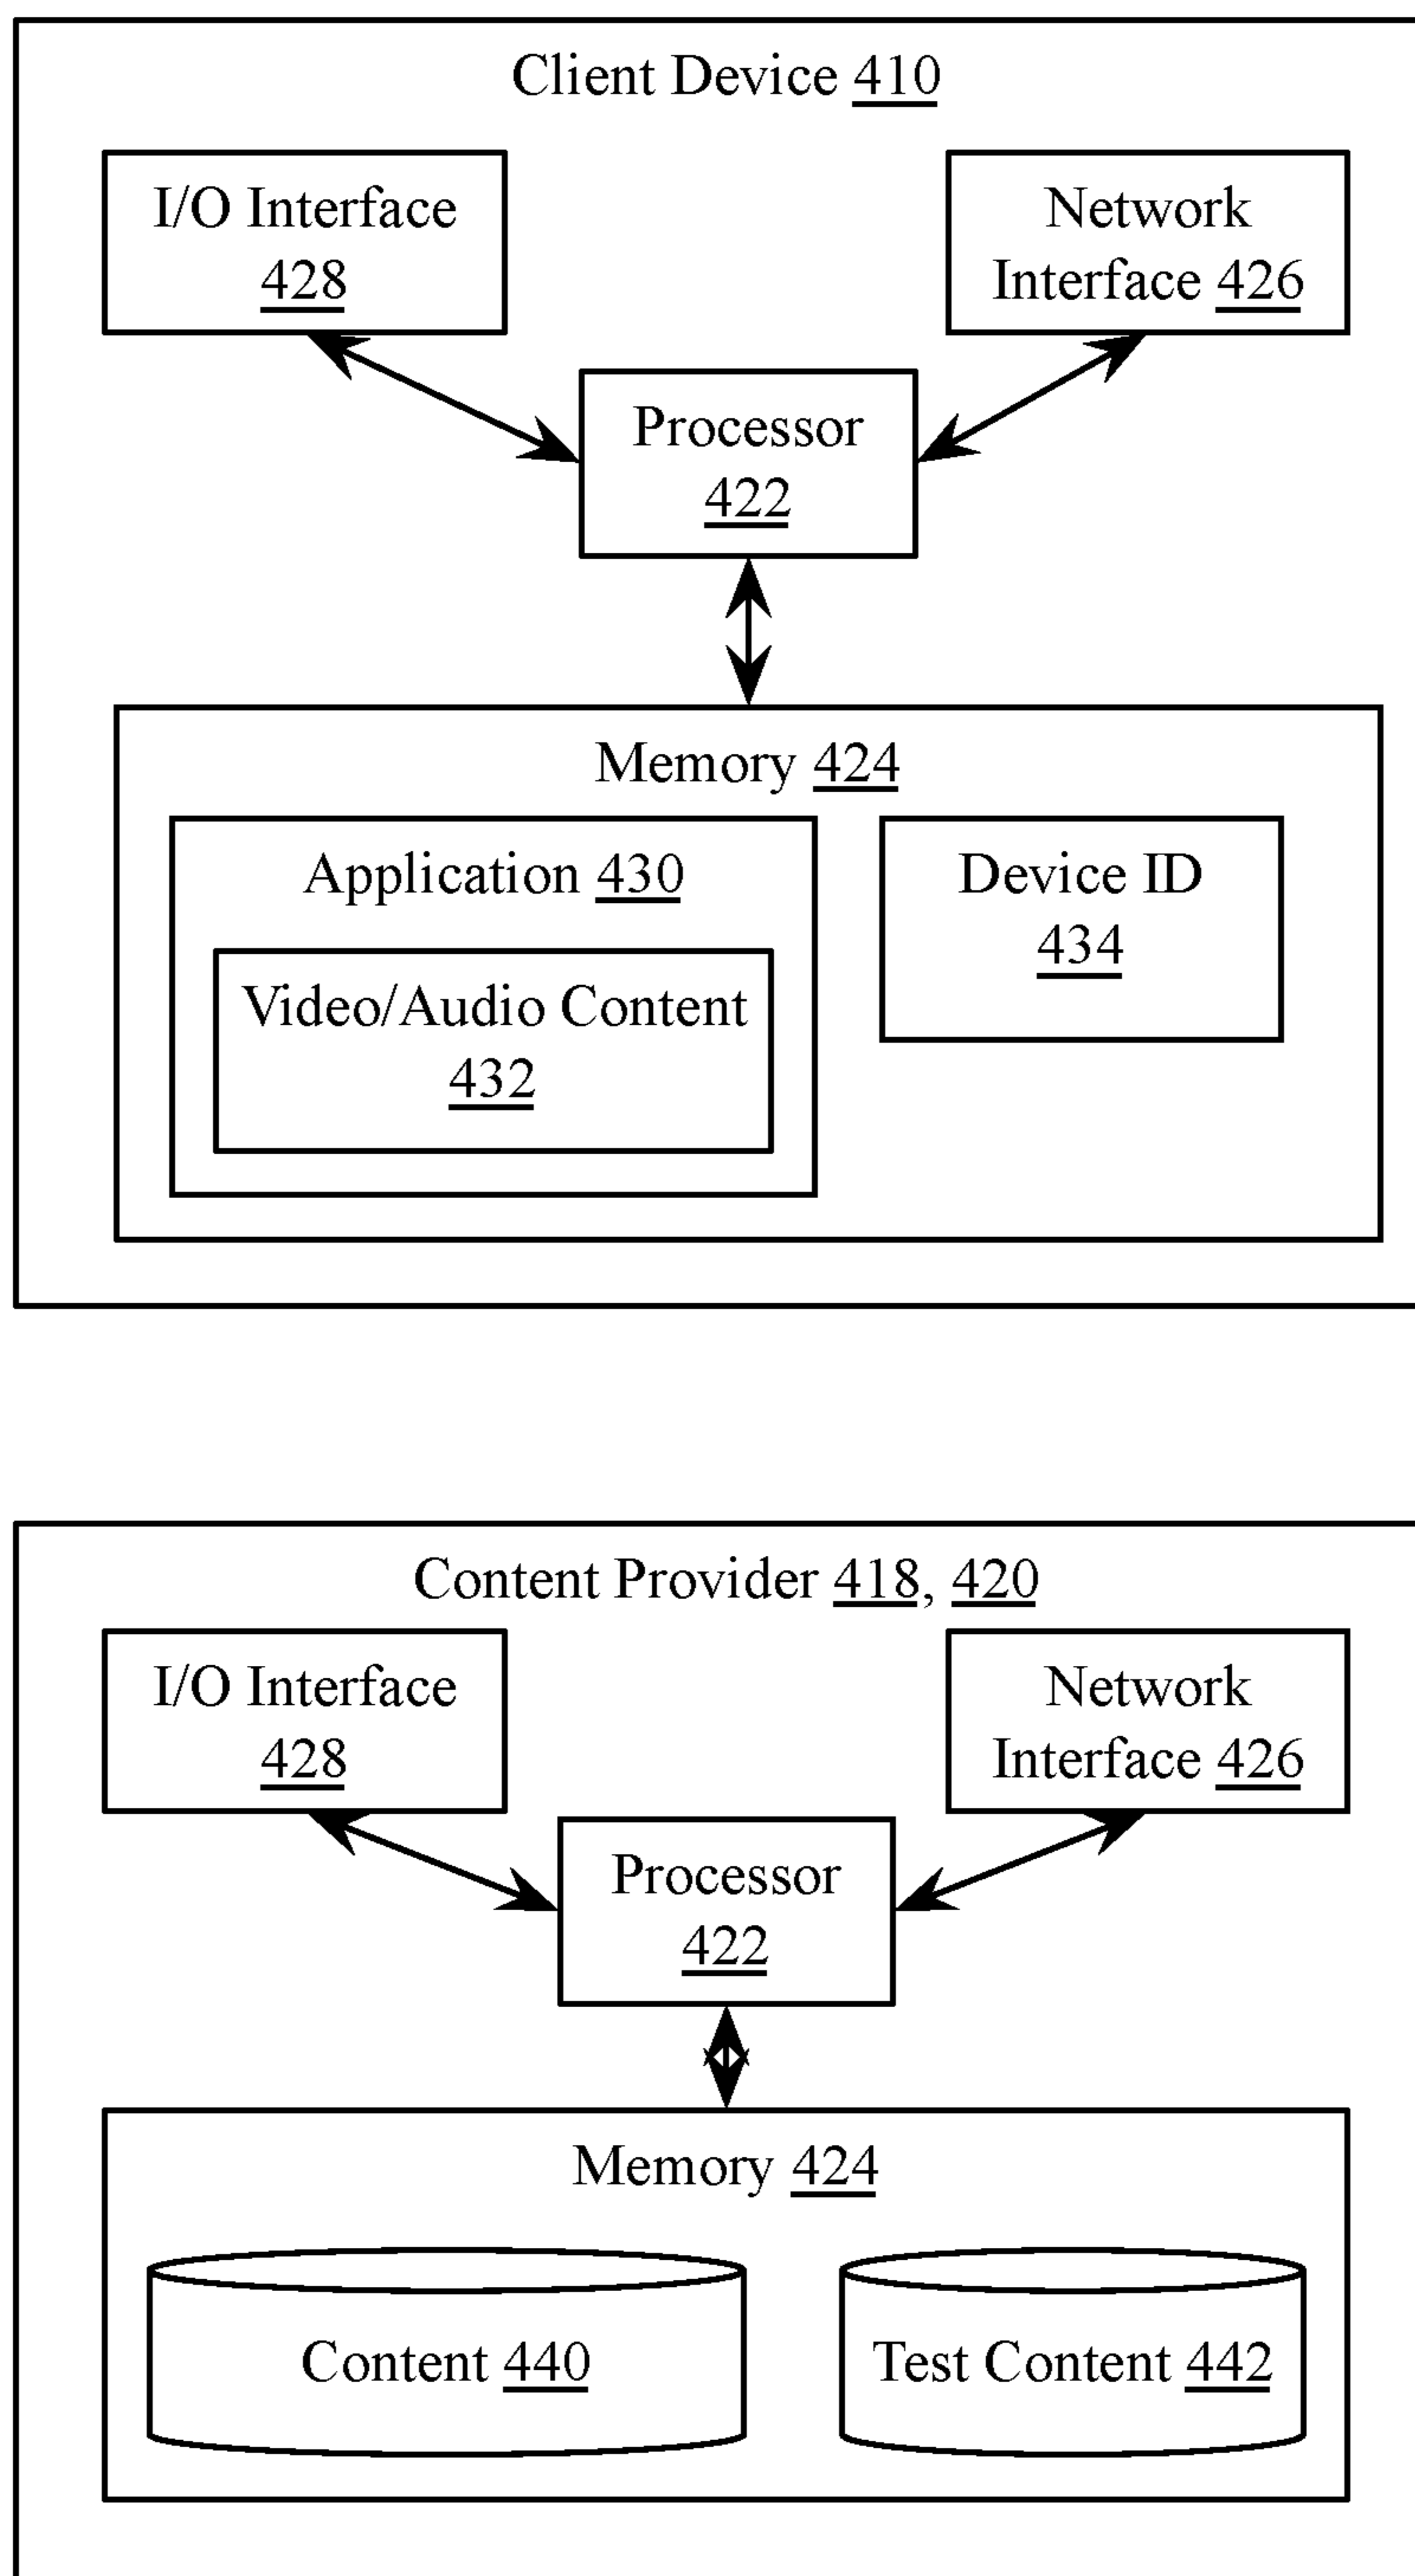 Client Device 410
I/O Interface
428
Network
Interface 426
Processor
422
Memory 424
Application 430
Video/Audio Content
432
Device ID
434
Content Provider 418, 420
I/O Interface
428
Network
Interface 426
Processor
422
Memory 424
Content 440
Test Content 442